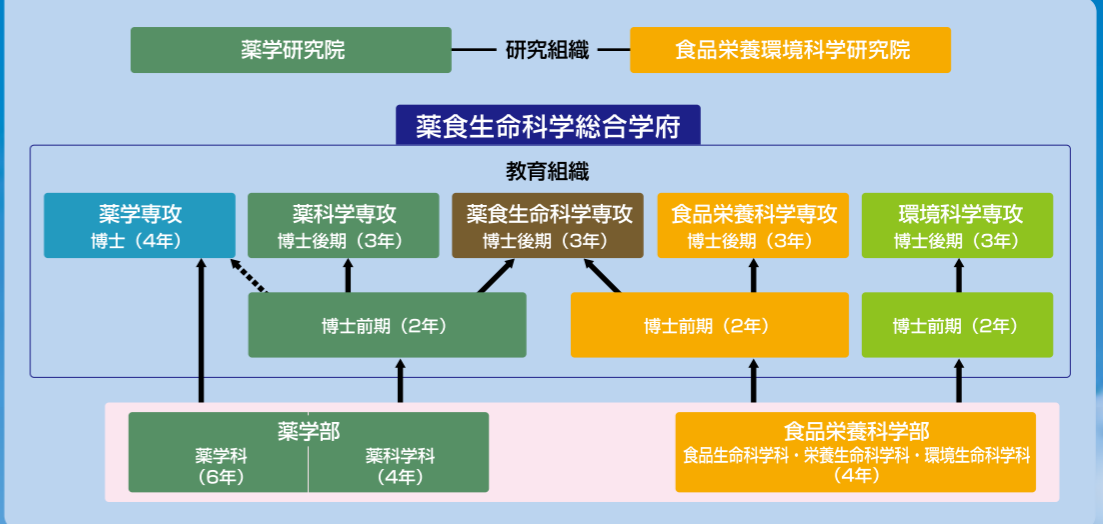 薬学研究院
研究組織
食品栄養環境科学研究院
薬食生命科学総合学府
教育組織
薬学専攻
博士（4年）
薬科学専攻
博士後期（3年）
薬食生命科学専攻
博士後期（3年）
食品栄養科学専攻
博士後期（3年）
環境科学専攻
博士後期（3年）
博士前期（2年）
博士前期（2年）
博士前期（2年）
薬学部
薬学科
（6年）
薬科学科
（4年）
食品栄養科学部
食品生命科学科・栄養生命科学科・環境生命科学科
（4年）